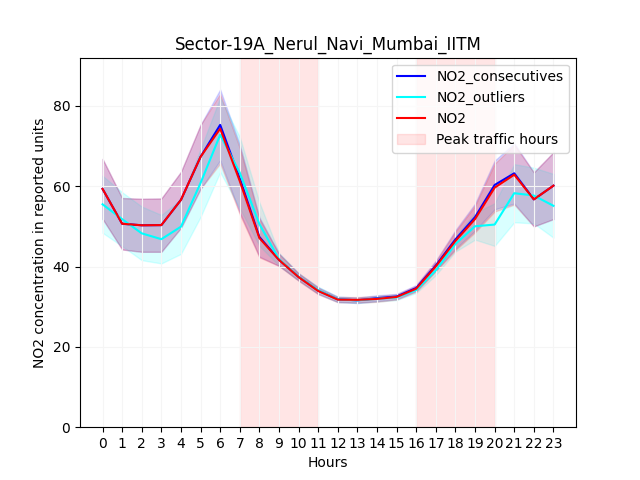 Sector-19A_Nerul_Navi_Mumbai_IITM
NO2_consecutives
NO2_outliers
NO2
Peak traffic hours
NO2 concentration in reported units
80
60
40
20
0
0 1 2 3 4 5 6 7 8 9 10 11 12 13 14 15 16 17 18 19 20 21 22 23
Hours